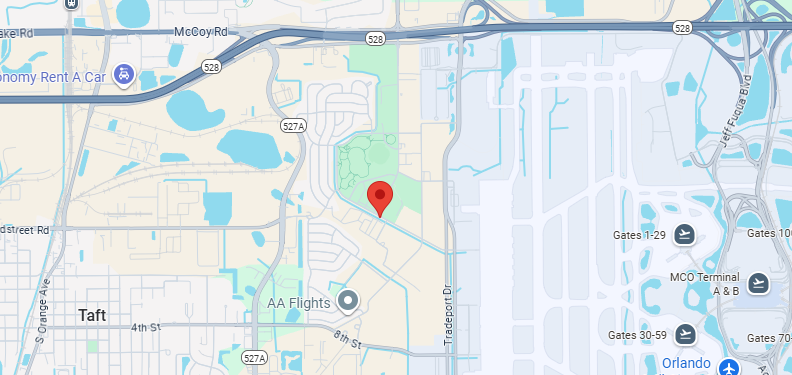 528
McCoy Rd
ake Rd
528
528
onomy Rent A Car
Jeff Fuqua Blvd
527A
dstreet Rd
Gates 1-29
Gates 100
MCO Terminal
A & B
S Orange Ave
Tradeport Dr
AA Flights
Taft
4th St
8th St
Gates 30-59
Gates 70-
527A
Orlando